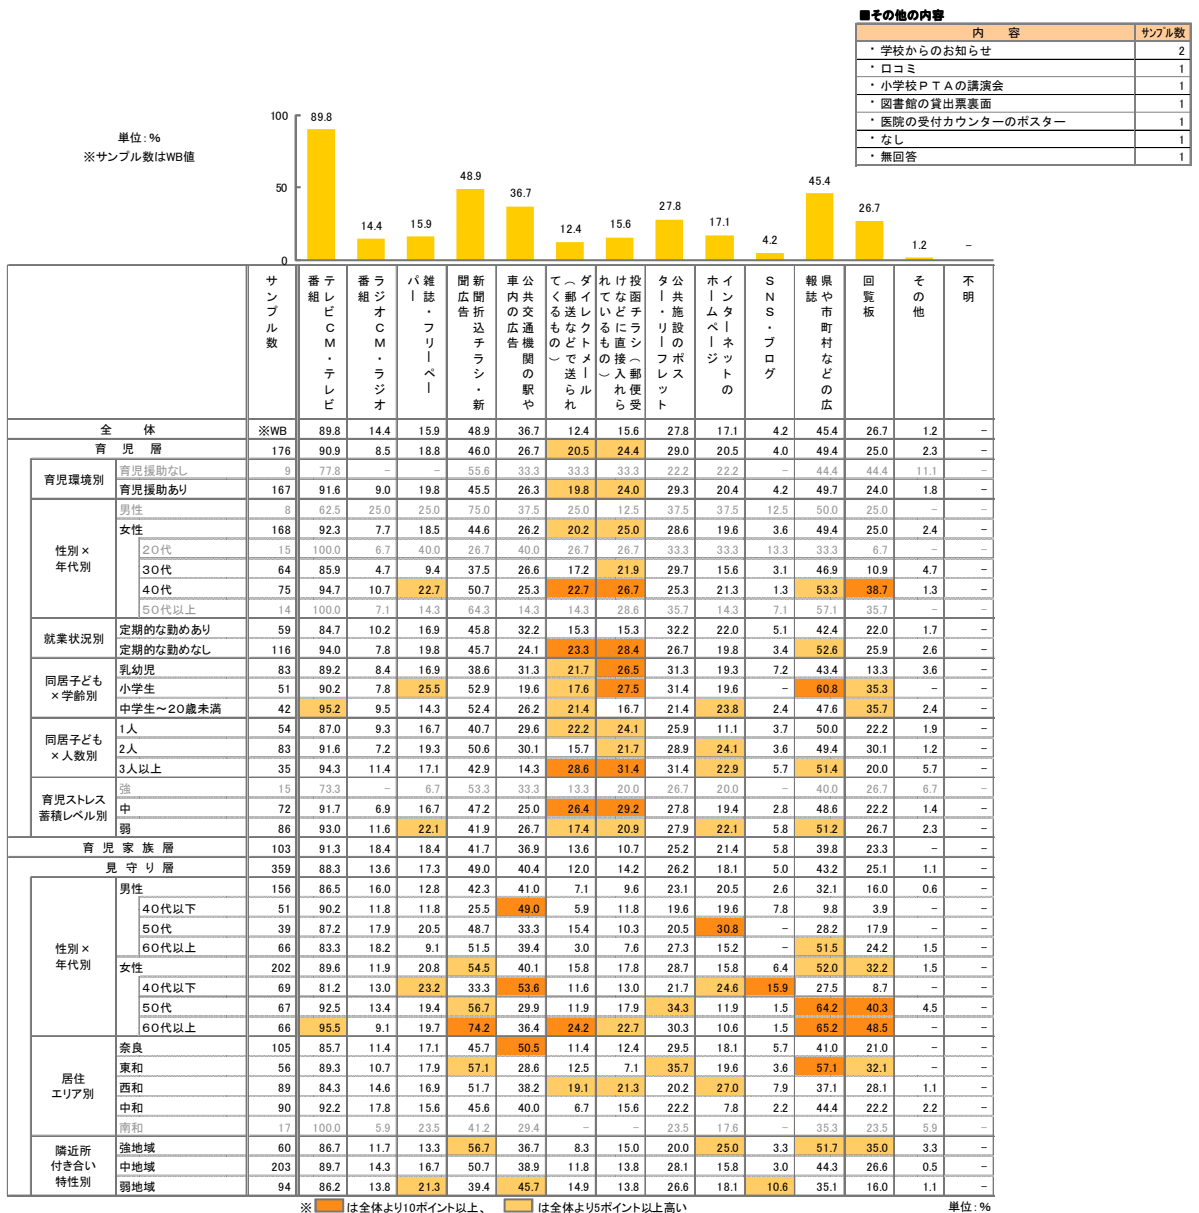 ■その他の内容
内　容 サンプル数
・学校からのお知らせ 2
・口コミ 1
・小学校ＰＴＡの講演会 1
・図書館の貸出票裏面 1
・医院の受付カウンターのポスター 1
・なし 1
・無回答 1
単位：％
※サンプル数はWB値
100
50
0
89.8 14.4 15.9 48.9 36.7 12.4 15.6 27.8 17.1 4.2 45.4 26.7 1.2 －
サンプル数
テレビＣＭ・テレビ番組
ラジオＣＭ・ラジオ番組
雑誌・フリーペーパー
新聞折込チラシ・新聞広告
公共交通機関の駅や車内の広告
ダイレクトメール（郵送などで送られてくるもの）
投函チラシ（郵便受けなどに直接入れられているもの）
公共施設のポスター・リーフレット
インターネットのホームページ
ＳＮＳ・ブログ
県や市町村などの広報誌
回覧板
その他
不明
全　体 ※WB 89.8 14.4 15.9 48.9 36.7 12.4 15.6 27.8 17.1 4.2 45.4 26.7 1.2 －
育児層 176 90.9 8.5 18.8 46.0 26.7 20.5 24.4 29.0 20.5 4.0 49.4 25.0 2.3 －
育児環境別
育児援助なし 9 77.8 － － 55.6 33.3 33.3 33.3 22.2 22.2 － 44.4 44.4 11.1 －
育児援助あり 167 91.6 9.0 19.8 45.5 26.3 19.8 24.0 29.3 20.4 4.2 49.7 24.0 1.8 －
性別×年代別
男性 8 62.5 25.0 25.0 75.0 37.5 25.0 12.5 37.5 37.5 12.5 50.0 25.0 － －
女性 168 92.3 7.7 18.5 44.6 26.2 20.2 25.0 28.6 19.6 3.6 49.4 25.0 2.4 －
２０代 15 100.0 6.7 40.0 26.7 40.0 26.7 26.7 33.3 33.3 13.3 33.3 6.7 － －
３０代 64 85.9 4.7 9.4 37.5 26.6 17.2 21.9 29.7 15.6 3.1 46.9 10.9 4.7 －
４０代 75 94.7 10.7 22.7 50.7 25.3 22.7 26.7 25.3 21.3 1.3 53.3 38.7 1.3 －
５０代以上 14 100.0 7.1 14.3 64.3 14.3 14.3 28.6 35.7 14.3 7.1 57.1 35.7 － －
就業状況別
定期的な勤めあり 59 84.7 10.2 16.9 45.8 32.2 15.3 15.3 32.2 22.0 5.1 42.4 22.0 1.7 －
定期的な勤めなし 116 94.0 7.8 19.8 45.7 24.1 23.3 28.4 26.7 19.8 3.4 52.6 25.9 2.6 －
同居子ども×学齢別
乳幼児 83 89.2 8.4 16.9 38.6 31.3 21.7 26.5 31.3 19.3 7.2 43.4 13.3 3.6 －
小学生 51 90.2 7.8 25.5 52.9 19.6 17.6 27.5 31.4 19.6 － 60.8 35.3 － －
中学生～20歳未満 42 95.2 9.5 14.3 52.4 26.2 21.4 16.7 21.4 23.8 2.4 47.6 35.7 2.4 －
同居子ども×人数別
1人 54 87.0 9.3 16.7 40.7 29.6 22.2 24.1 25.9 11.1 3.7 50.0 22.2 1.9 －
2人 83 91.6 7.2 19.3 50.6 30.1 15.7 21.7 28.9 24.1 3.6 49.4 30.1 1.2 －
3人以上 35 94.3 11.4 17.1 42.9 14.3 28.6 31.4 31.4 22.9 5.7 51.4 20.0 5.7 －
育児ストレス蓄積レベル別
強 15 73.3 － 6.7 53.3 33.3 13.3 20.0 26.7 20.0 － 40.0 26.7 6.7 －
中 72 91.7 6.9 16.7 47.2 25.0 26.4 29.2 27.8 19.4 2.8 48.6 22.2 1.4 －
弱 86 93.0 11.6 22.1 41.9 26.7 17.4 20.9 27.9 22.1 5.8 51.2 26.7 2.3 －
育児家族層 103 91.3 18.4 18.4 41.7 36.9 13.6 10.7 25.2 21.4 5.8 39.8 23.3 － －
見守り層 359 88.3 13.6 17.3 49.0 40.4 12.0 14.2 26.2 18.1 5.0 43.2 25.1 1.1 －
性別×年代別
男性 156 86.5 16.0 12.8 42.3 41.0 7.1 9.6 23.1 20.5 2.6 32.1 16.0 0.6 －
４０代以下 51 90.2 11.8 11.8 25.5 49.0 5.9 11.8 19.6 19.6 7.8 9.8 3.9 － －
５０代 39 87.2 17.9 20.5 48.7 33.3 15.4 10.3 20.5 30.8 － 28.2 17.9 － －
６０代以上 66 83.3 18.2 9.1 51.5 39.4 3.0 7.6 27.3 15.2 － 51.5 24.2 1.5 －
女性 202 89.6 11.9 20.8 54.5 40.1 15.8 17.8 28.7 15.8 6.4 52.0 32.2 1.5 －
４０代以下 69 81.2 13.0 23.2 33.3 53.6 11.6 13.0 21.7 24.6 15.9 27.5 8.7 － －
５０代 67 92.5 13.4 19.4 56.7 29.9 11.9 17.9 34.3 11.9 1.5 64.2 40.3 4.5 －
６０代以上 66 95.5 9.1 19.7 74.2 36.4 24.2 22.7 30.3 10.6 1.5 65.2 48.5 － －
居住エリア別
奈良 105 85.7 11.4 17.1 45.7 50.5 11.4 12.4 29.5 18.1 5.7 41.0 21.0 － －
東和 56 89.3 10.7 17.9 57.1 28.6 12.5 7.1 35.7 19.6 3.6 57.1 32.1 － －
西和 89 84.3 14.6 16.9 51.7 38.2 19.1 21.3 20.2 27.0 7.9 37.1 28.1 1.1 －
中和 90 92.2 17.8 15.6 45.6 40.0 6.7 15.6 22.2 7.8 2.2 44.4 22.2 2.2 －
南和 17 100.0 5.9 23.5 41.2 29.4 － － 23.5 17.6 － 35.3 23.5 5.9 －
隣近所付き合い特性別
強地域 60 86.7 11.7 13.3 56.7 36.7 8.3 15.0 20.0 25.0 3.3 51.7 35.0 3.3 －
中地域 203 89.7 14.3 16.7 50.7 38.9 11.8 13.8 28.1 15.8 3.0 44.3 26.6 0.5 －
弱地域 94 86.2 13.8 21.3 39.4 45.7 14.9 13.8 26.6 18.1 10.6 35.1 16.0 1.1 －
※ は全体より10ポイント以上、 は全体より5ポイント以上高い 単位：％